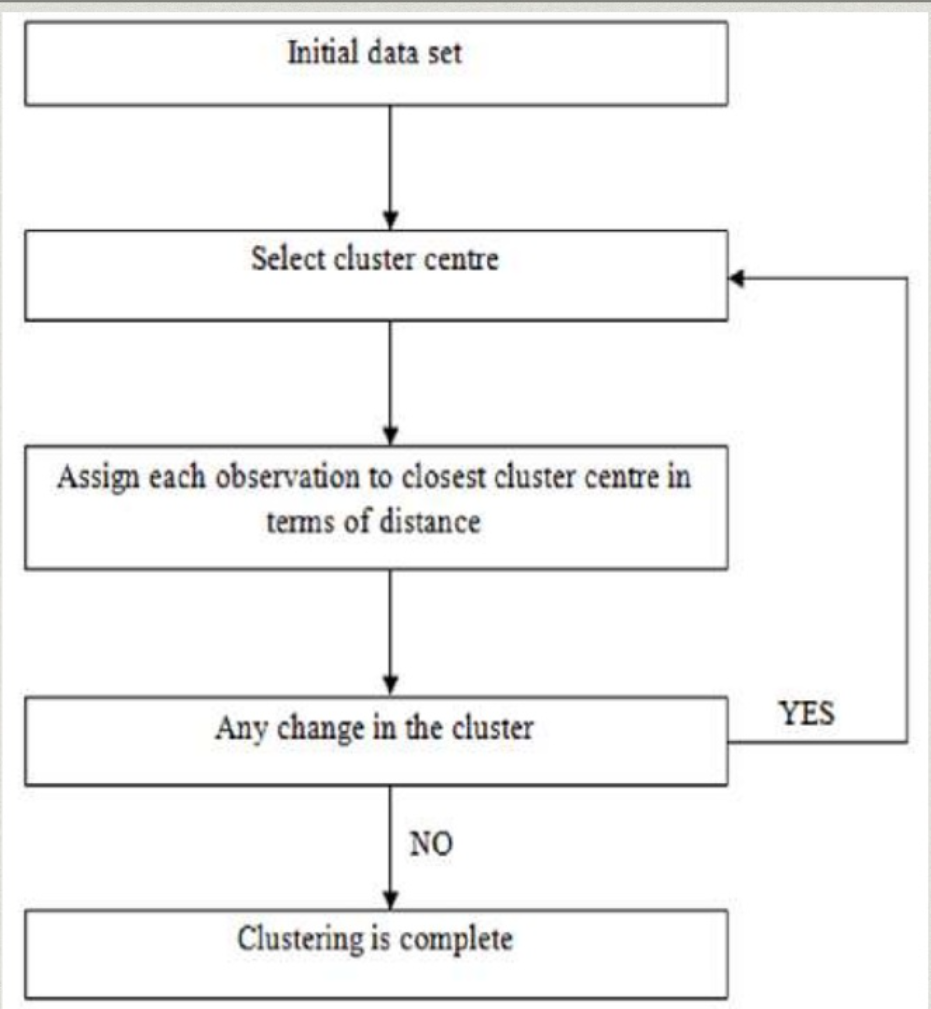 Initial data set
Select cluster centre
Assign each observation to closest cluster centre in
terms of distance
Any change in the cluster
YES
NO
Clustering is complete